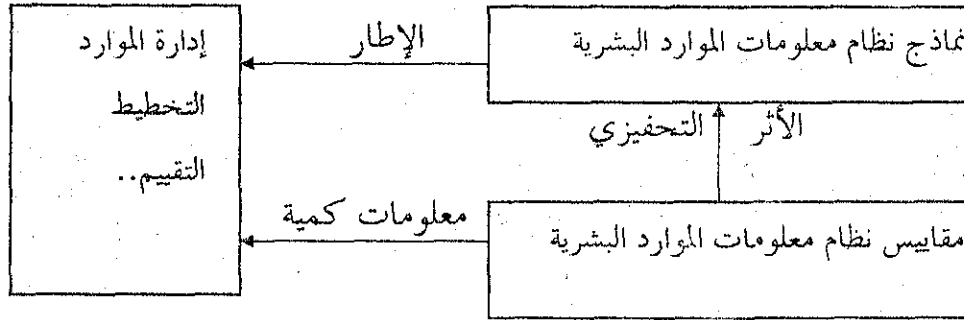 نماذج نظام معلومات الموارد البشرية
الإطار
إدارة الموارد
التخطيط
التقييم..
الأثر التحفيزي
معلومات كمية
مقاييس نظام معلومات الموارد البشرية